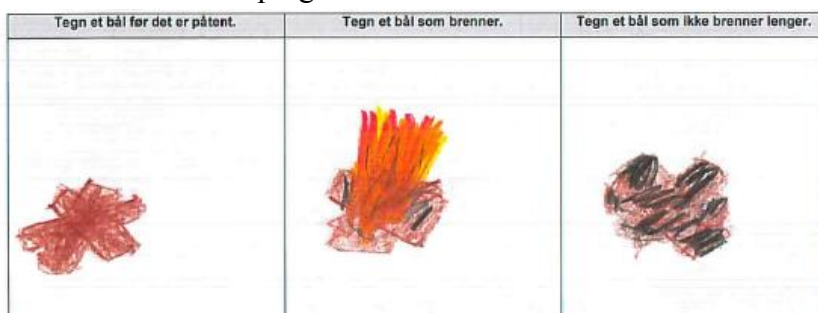 Tegn et bål før det er påtent.
Tegn et bål som brenner.
Tegn et bål som ikke brenner lenger.